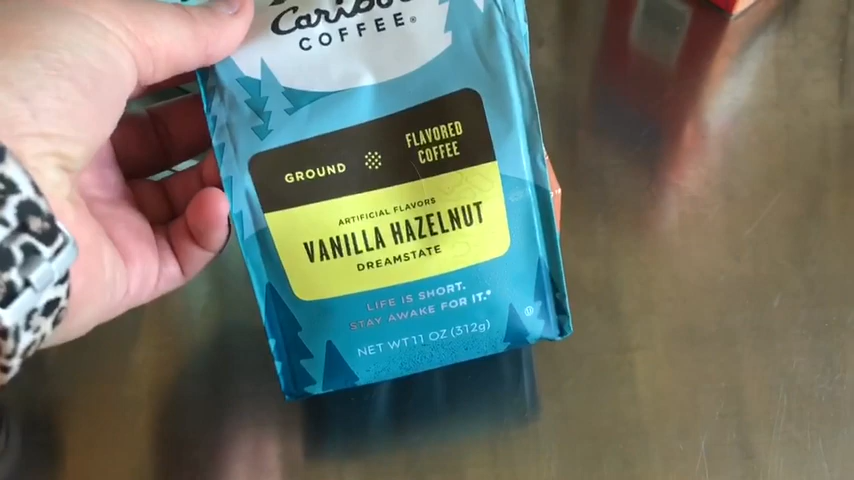 Caribou
COFFEE®
GROUND
FLAVORED
COFFEE
ARTIFICIAL FLAVORS
VANILLA HAZELNUT
DREAMSTATE
LIFE IS SHORT.
STAY AWAKE FOR IT.®
NET WT 11 OZ (312g)